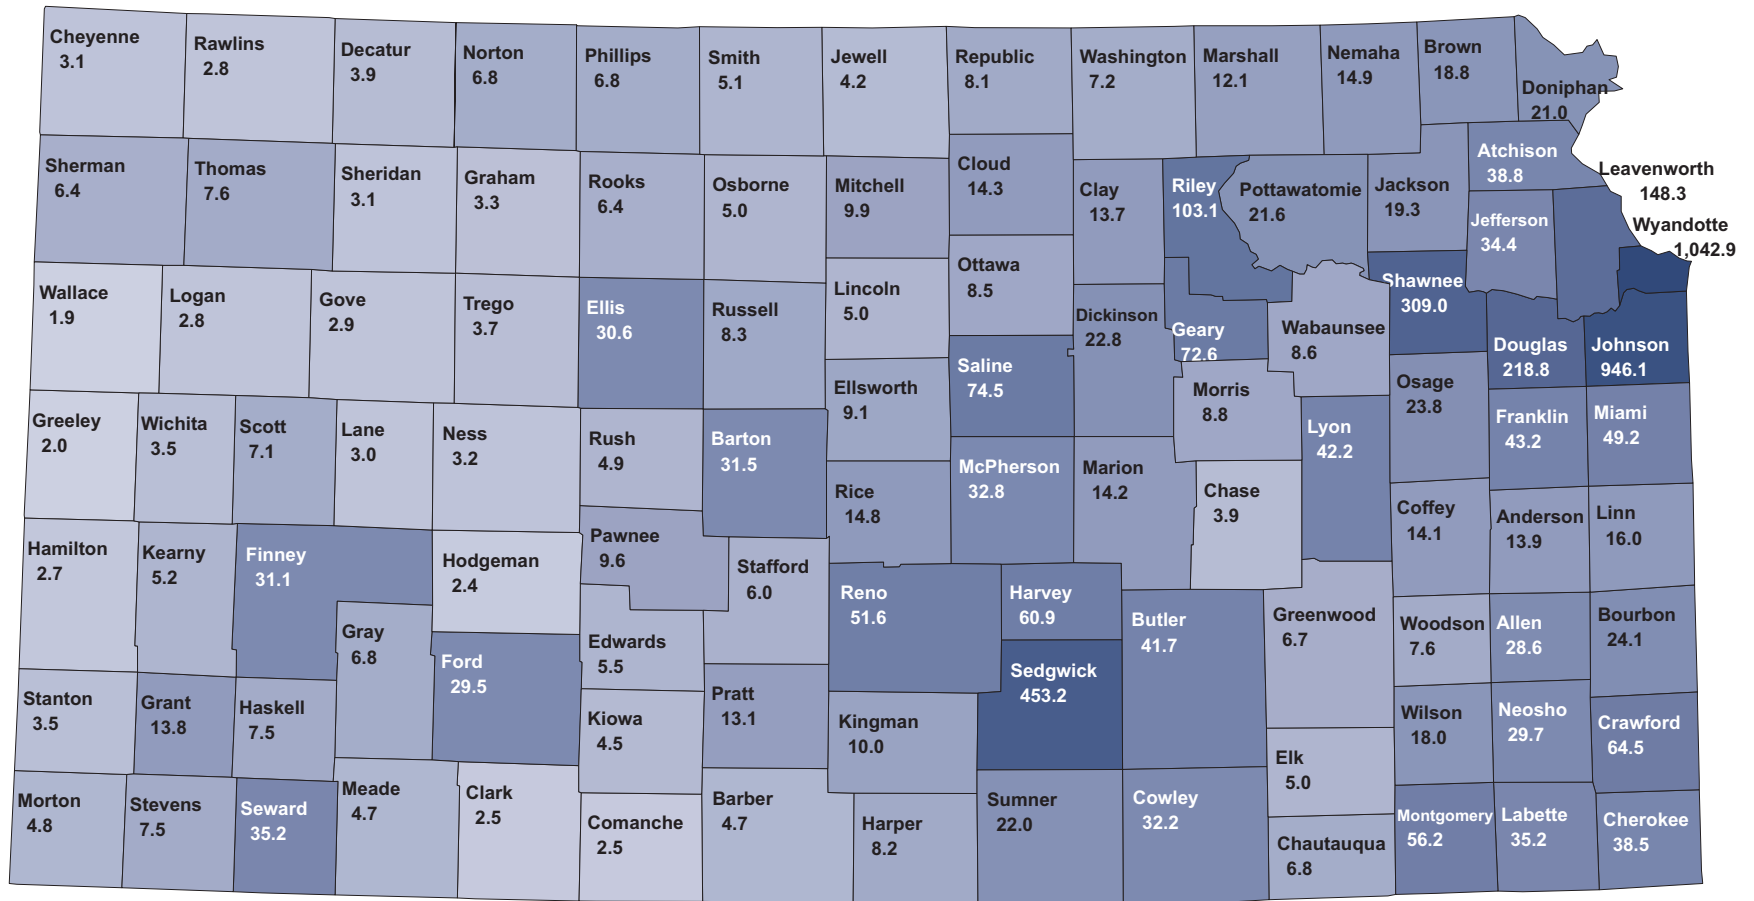 Cheyenne
3.1
Rawlins
2.8
Decatur
3.9
Norton
6.8
Phillips
6.8
Smith
5.1
Jewell
4.2
Republic
8.1
Washington
7.2
Marshall
12.1
Nemaha
14.9
Brown
18.8
Doniphan
21.0
Sherman
6.4
Thomas
7.6
Sheridan
3.1
Graham
3.3
Rooks
6.4
Osborne
5.0
Mitchell
9.9
Cloud
14.3
Clay
13.7
Riley
103.1
Pottawatomie
21.6
Jackson
19.3
Atchison
38.8
Jefferson
34.4
Leavenworth
148.3
Wyandotte
1,042.9
Wallace
1.9
Logan
2.8
Gove
2.9
Trego
3.7
Ellis
30.6
Russell
8.3
Lincoln
5.0
Ottawa
8.5
Saline
74.5
Dickinson
22.8
Geary
72.6
Wabaunsee
8.6
Shawnee
309.0
Douglas
218.8
Johnson
946.1
Ellsworth
9.1
Morris
8.8
Osage
23.8
Franklin
43.2
Miami
49.2
Greeley
2.0
Wichita
3.5
Scott
7.1
Lane
3.0
Ness
3.2
Rush
4.9
Barton
31.5
Rice
14.8
McPherson
32.8
Marion
14.2
Chase
3.9
Lyon
42.2
Coffey
14.1
Anderson
13.9
Linn
16.0
Hamilton
2.7
Kearny
5.2
Finney
31.1
Hodgeman
2.4
Pawnee
9.6
Stafford
6.0
Reno
51.6
Harvey
60.9
Butler
41.7
Greenwood
6.7
Woodson
7.6
Allen
28.6
Bourbon
24.1
Gray
6.8
Ford
29.5
Edwards
5.5
Sedgwick
453.2
Stanton
3.5
Grant
13.8
Haskell
7.5
Kiowa
4.5
Pratt
13.1
Kingman
10.0
Wilson
18.0
Neosho
29.7
Crawford
64.5
Elk
5.0
Morton
4.8
Stevens
7.5
Seward
35.2
Meade
4.7
Clark
2.5
Comanche
2.5
Barber
4.7
Harper
8.2
Sumner
22.0
Cowley
32.2
Chautauqua
6.8
Montgomery
56.2
Labette
35.2
Cherokee
38.5